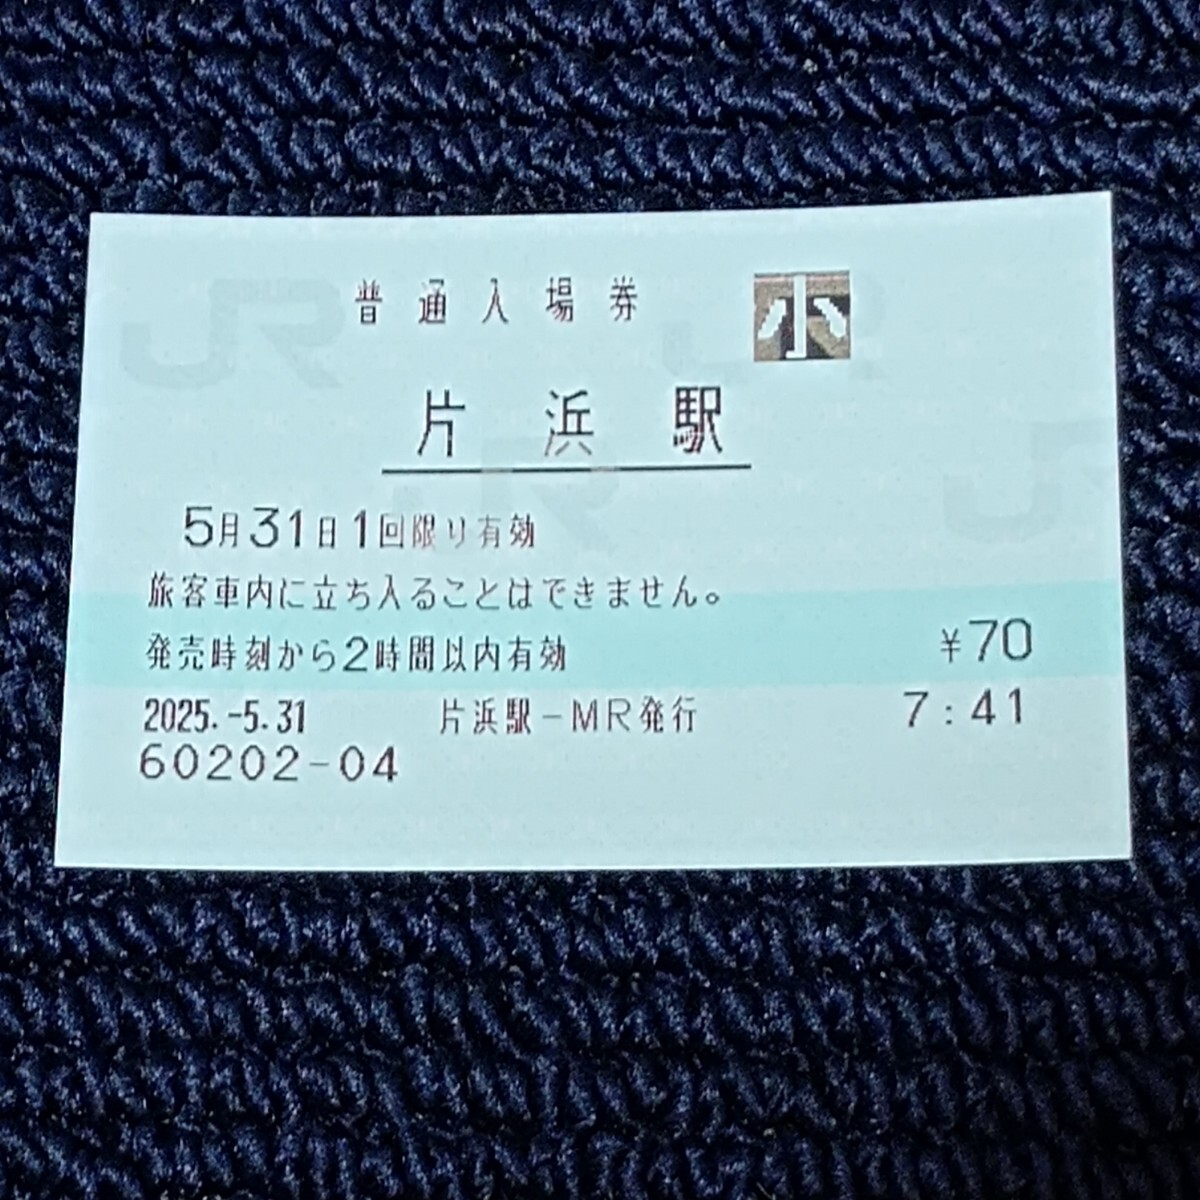 普通入場券 小
片浜駅
5月31日1回限り有効
旅客車内に立ち入ることはできません。
発売時刻から2時間以内有効 ¥70
2025.-5.31 片浜駅-MR発行 7:41
60202-04